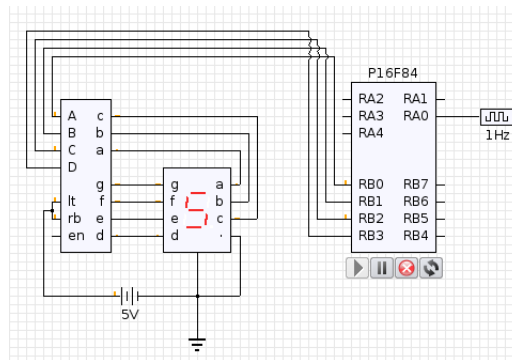 P16F84
RA2 RA1
RA3 RA0
RA4
1Hz
RB0 RB7
RB1 RB6
RB2 RB5
RB3 RB4
A c
B b
C a
D
g
lt f
rb e
en d
g a
f b
e c
d .
5
5V